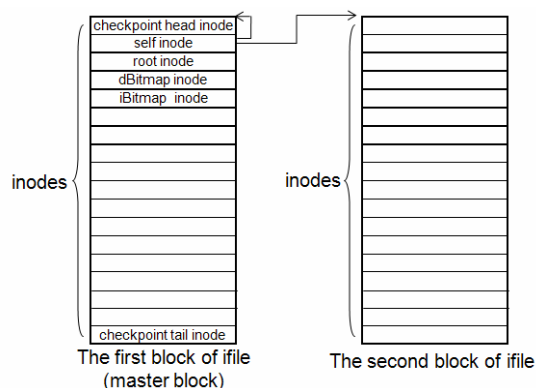 checkpoint head inode
self inode
root inode
dBitmap inode
iBitmap inode
inodes
checkpoint tail inode
The first block of ifile
(master block)
inodes
The second block of ifile